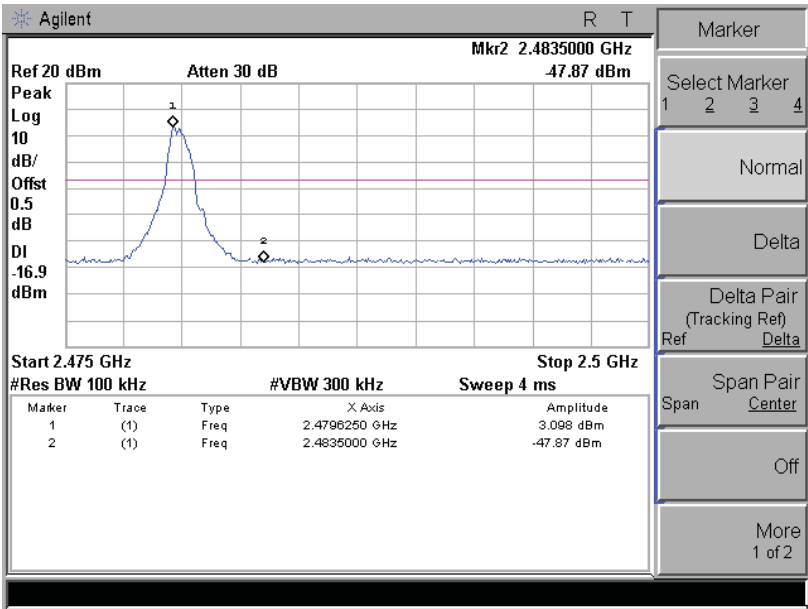 Agilent R T
Mkr2 2.4835000 GHz
Ref 20 dBm Atten 30 dB -47.87 dBm
Peak
Log
10
dB/
Offst
0.5
dB
DI
-16.9
dBm
1
2
Start 2.475 GHz Stop 2.5 GHz
#Res BW 100 kHz #VBW 300 kHz Sweep 4 ms
Marker Trace Type X Axis Amplitude
1 (1) Freq 2.4796250 GHz 3.098 dBm
2 (1) Freq 2.4835000 GHz -47.87 dBm
Marker
Select Marker
1 2 3 4
Normal
Delta
Delta Pair
(Tracking Ref)
Ref Delta
Span Pair
Span Center
Off
More
1 of 2